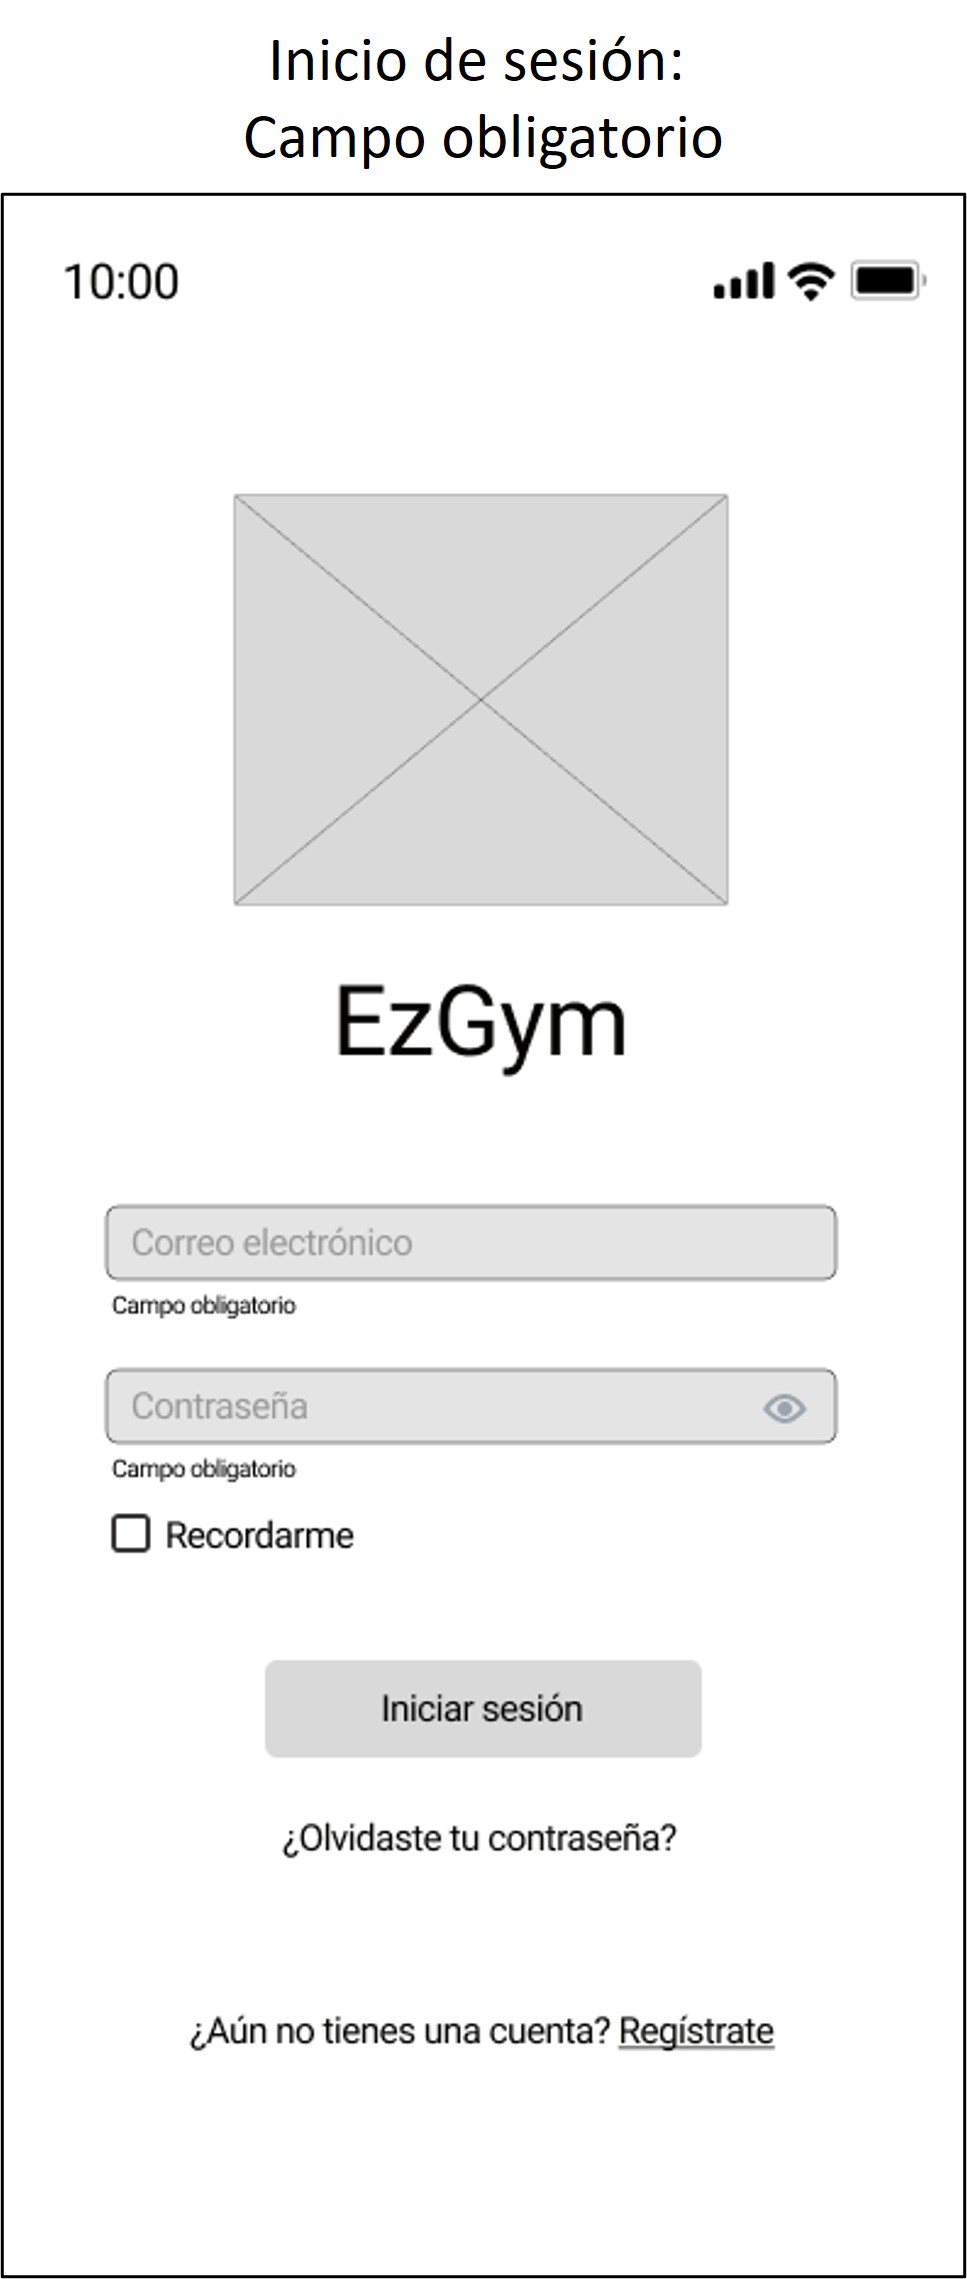 Inicio de sesión:
Campo obligatorio
10:00
EzGym
Correo electrónico
Campo obligatorio
Contraseña
Campo obligatorio
Recordarme
Iniciar sesión
¿Olvidaste tu contraseña?
¿Aún no tienes una cuenta? Regístrate